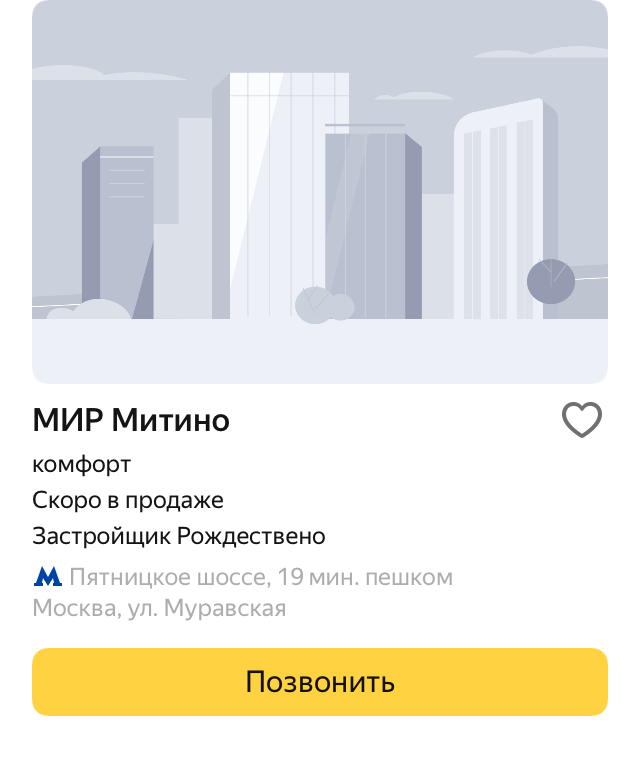 МИР Митино
комфорт
Скоро в продаже
Застройщик Рождествено
Пятницкое шоссе, 19 мин. пешком
Москва, ул. Муравская
Позвонить